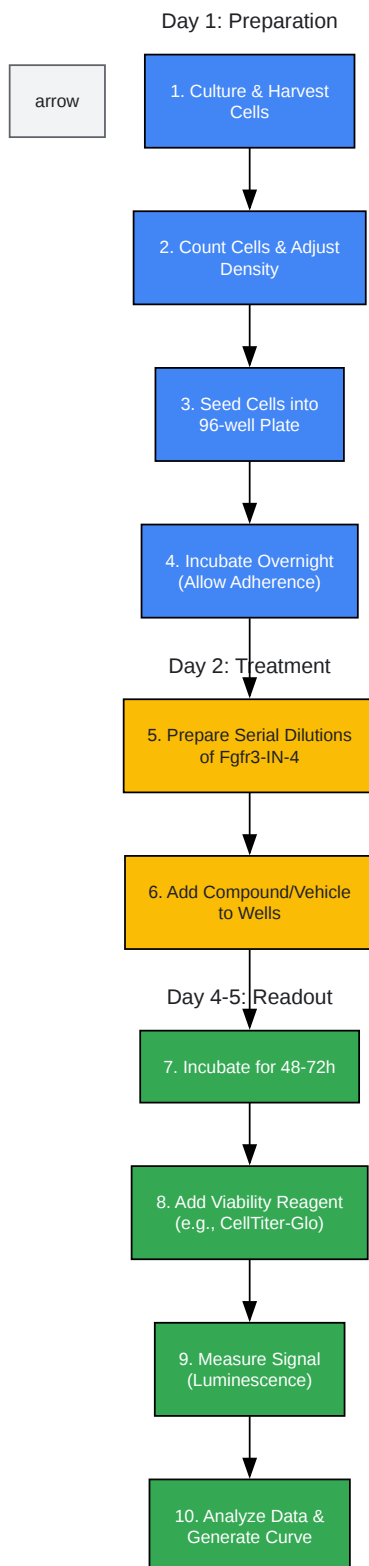 Day 1: Preparation
arrow
1. Culture & Harvest
Cells
2. Count Cells & Adjust
Density
3. Seed Cells into
96-well Plate
4. Incubate Overnight
(Allow Adherence)
Day 2: Treatment
5. Prepare Serial Dilutions
of Fgfr3-IN-4
6. Add Compound/Vehicle
to Wells
Day 4-5: Readout
7. Incubate for 48-72h
8. Add Viability Reagent
(e.g., CellTiter-Glo)
9. Measure Signal
(Luminescence)
10. Analyze Data &
Generate Curve